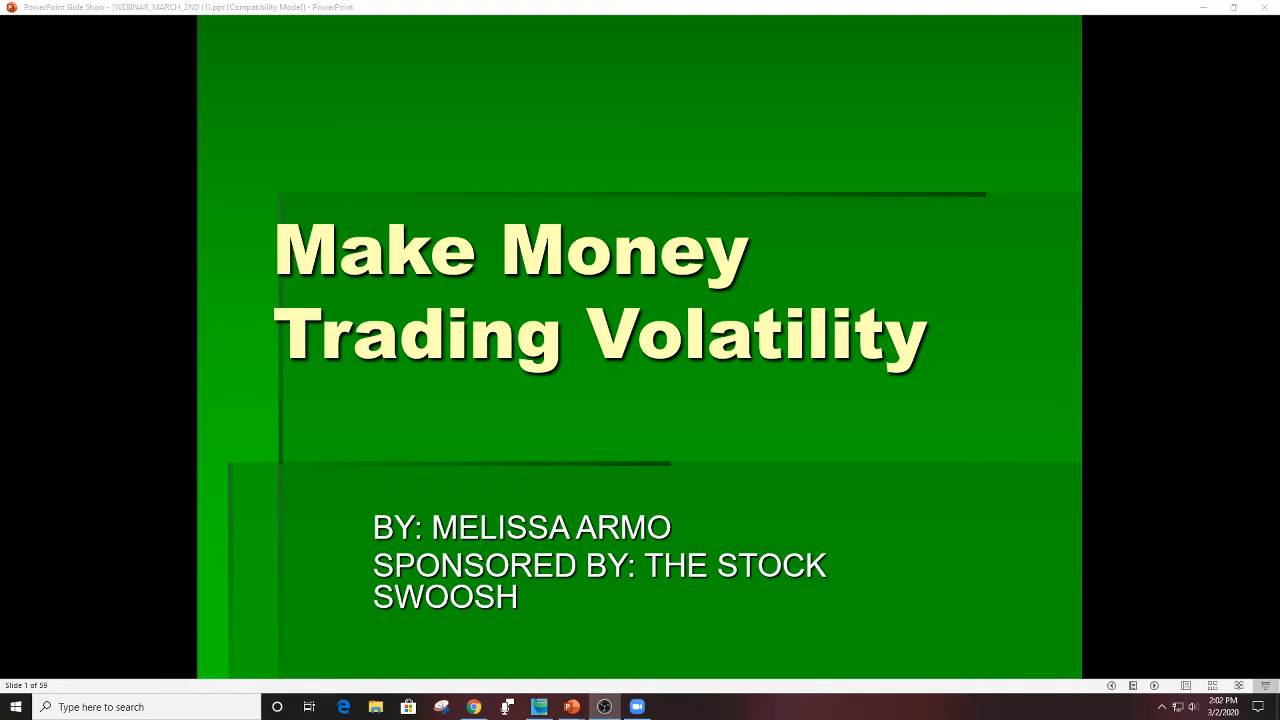 PowerPoint Slide Show - [WEBINAR_MARCH_2ND (1).ppt [Compatibility Mode]] - PowerPoint
Make Money
Trading Volatility
BY: MELISSA ARMO
SPONSORED BY: THE STOCK
SWOOSH
Slide 1 of 59
Type here to search
2:02 PM
3/2/2020